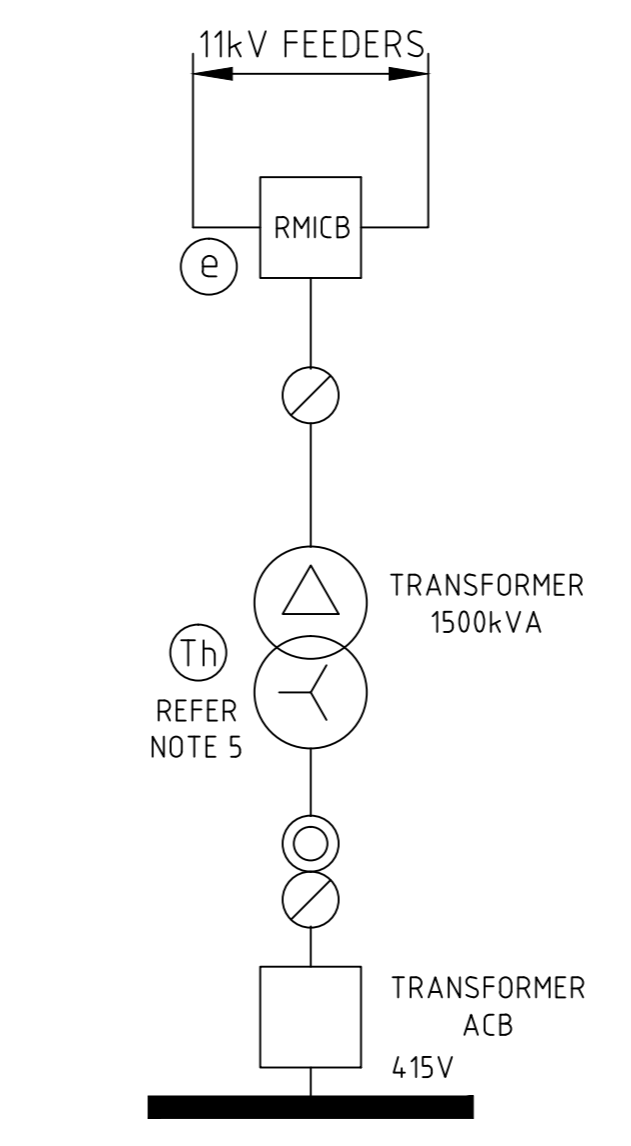 11kV FEEDERS
RMICB
e
TRANSFORMER
1500kVA
Th
REFER
NOTE 5
TRANSFORMER
ACB
415V